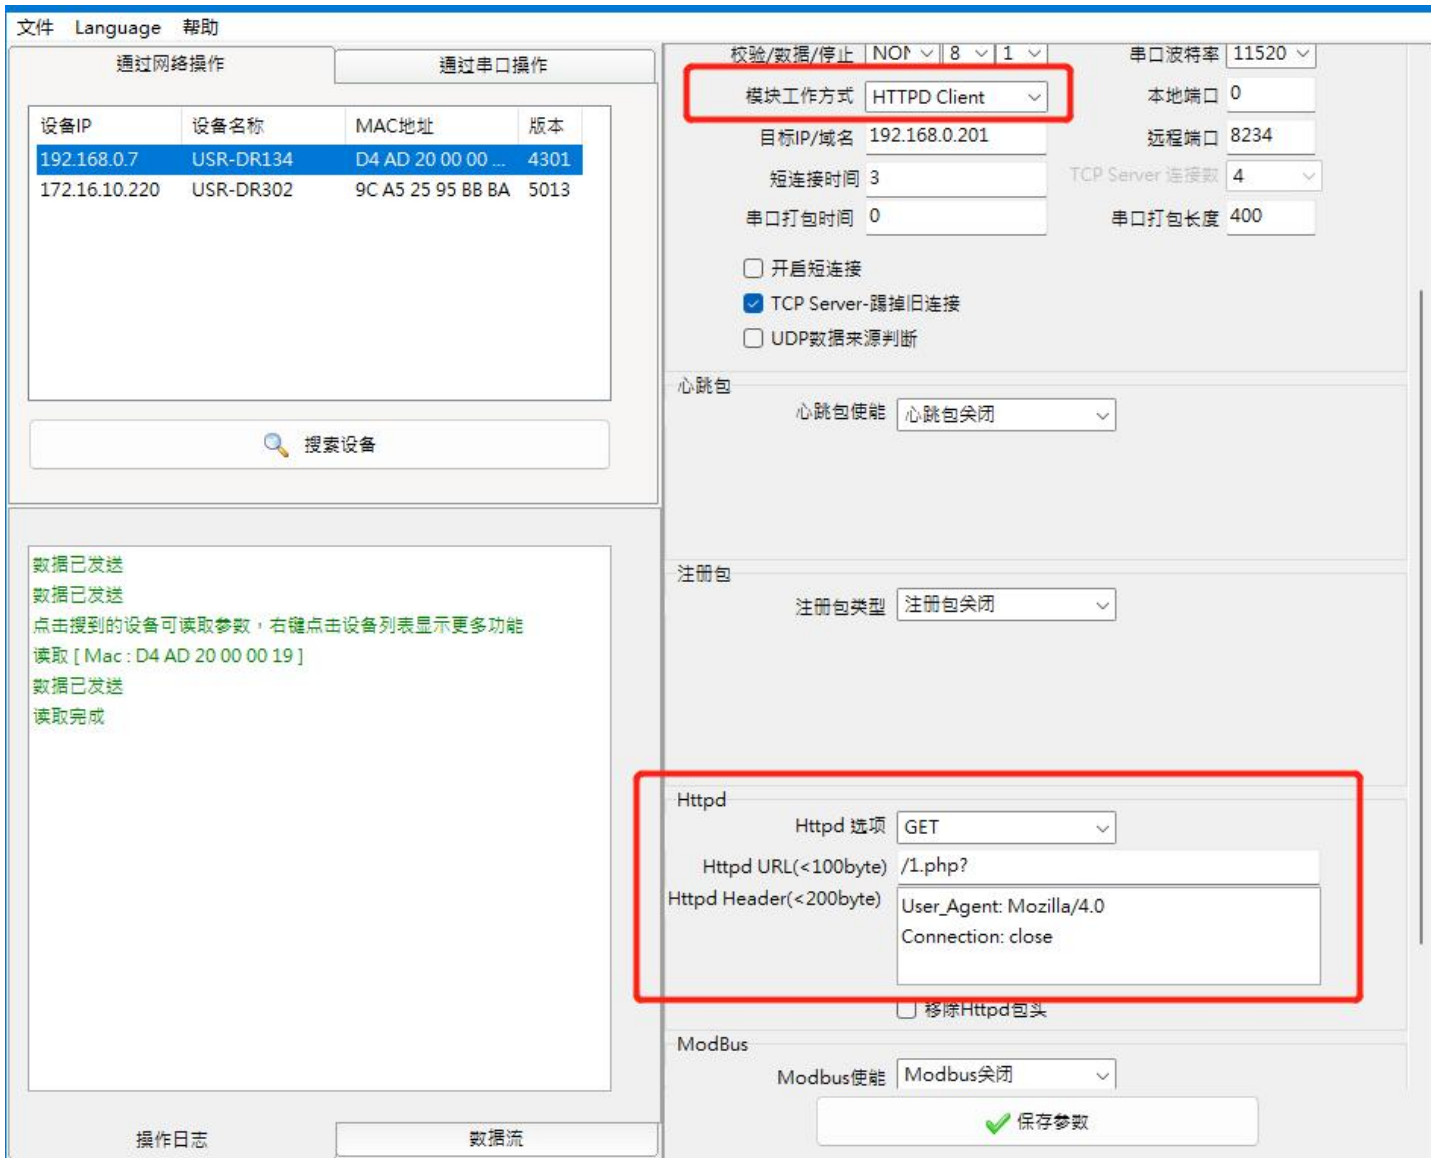 文件 Language 帮助
通过网络操作 通过串口操作
设备IP 设备名称 MAC地址 版本
192.168.0.7 USR-DR134 D4 AD 20 00 00 ... 4301
172.16.10.220 USR-DR302 9C A5 25 95 BB BA 5013
搜索设备
数据已发送
数据已发送
点击搜到的设备可读取参数，右键点击设备列表显示更多功能
读取 [ Mac : D4 AD 20 00 00 19 ]
数据已发送
读取完成
操作日志 数据流
校验/数据/停止 NON 8 1 串口波特率 11520
模块工作方式 HTTPD Client 本地端口 0
目标IP/域名 192.168.0.201 远程端口 8234
短连接时间 3 TCP Server 连接数 4
串口打包时间 0 串口打包长度 400
开启短连接
TCP Server-踢掉旧连接
UDP数据来源判断
心跳包
心跳包使能 心跳包关闭
注册包
注册包类型 注册包关闭
Httpd
Httpd 选项 GET
Httpd URL(<100byte) /1.php?
Httpd Header(<200byte) User_Agent: Mozilla/4.0
Connection: close
移除Httpd包头
ModBus
Modbus使能 Modbus关闭
保存参数